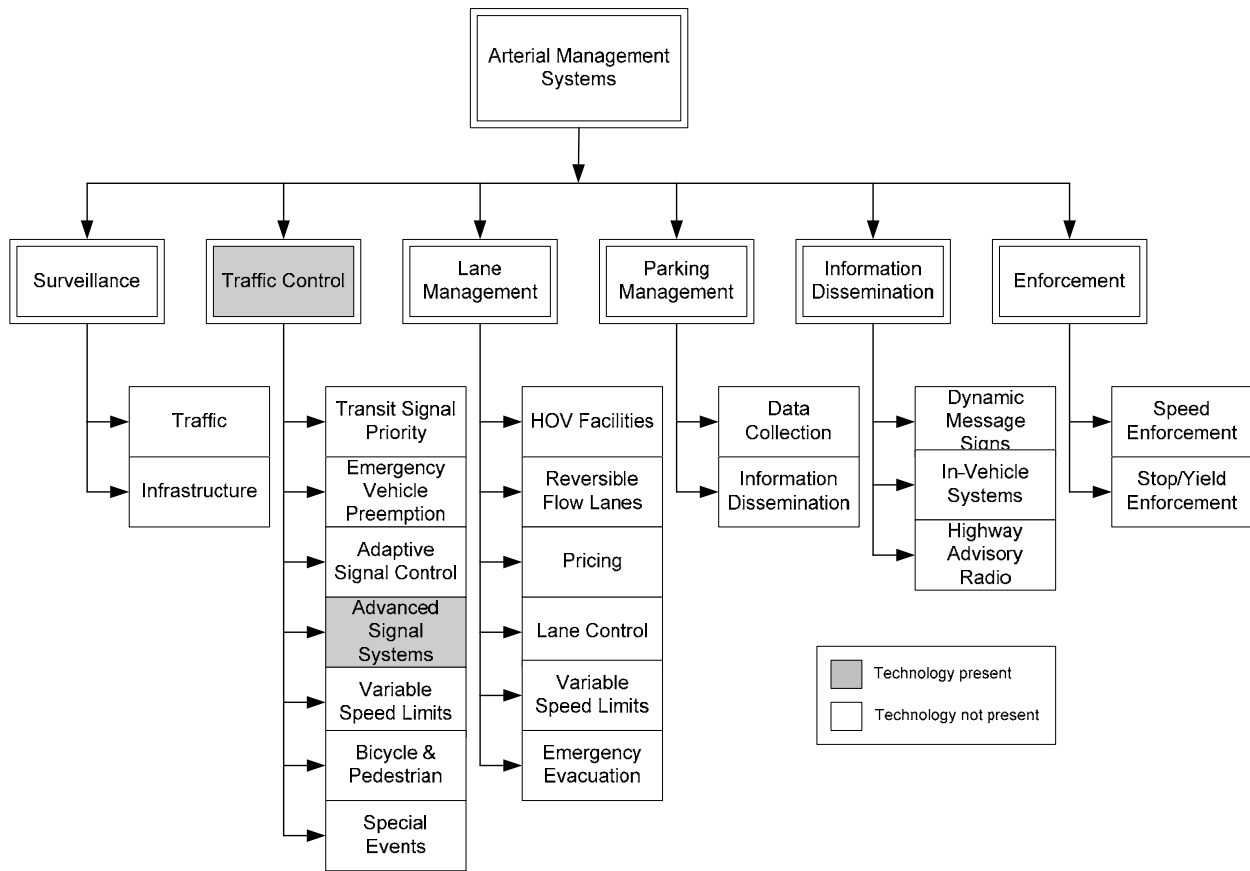 Arterial Management
Systems
Surveillance
Traffic Control
Lane
Management
Parking
Management
Information
Dissemination
Enforcement
Traffic
Infrastructure
Transit Signal
Priority
Emergency
Vehicle
Preemption
Adaptive
Signal Control
Advanced
Signal
Systems
Variable
Speed Limits
Bicycle &
Pedestrian
Special
Events
HOV Facilities
Reversible
Flow Lanes
Pricing
Lane Control
Variable
Speed Limits
Emergency
Evacuation
Data
Collection
Information
Dissemination
Dynamic
Message
Signs
In-Vehicle
Systems
Highway
Advisory
Radio
Speed
Enforcement
Stop/Yield
Enforcement
Technology present
Technology not present